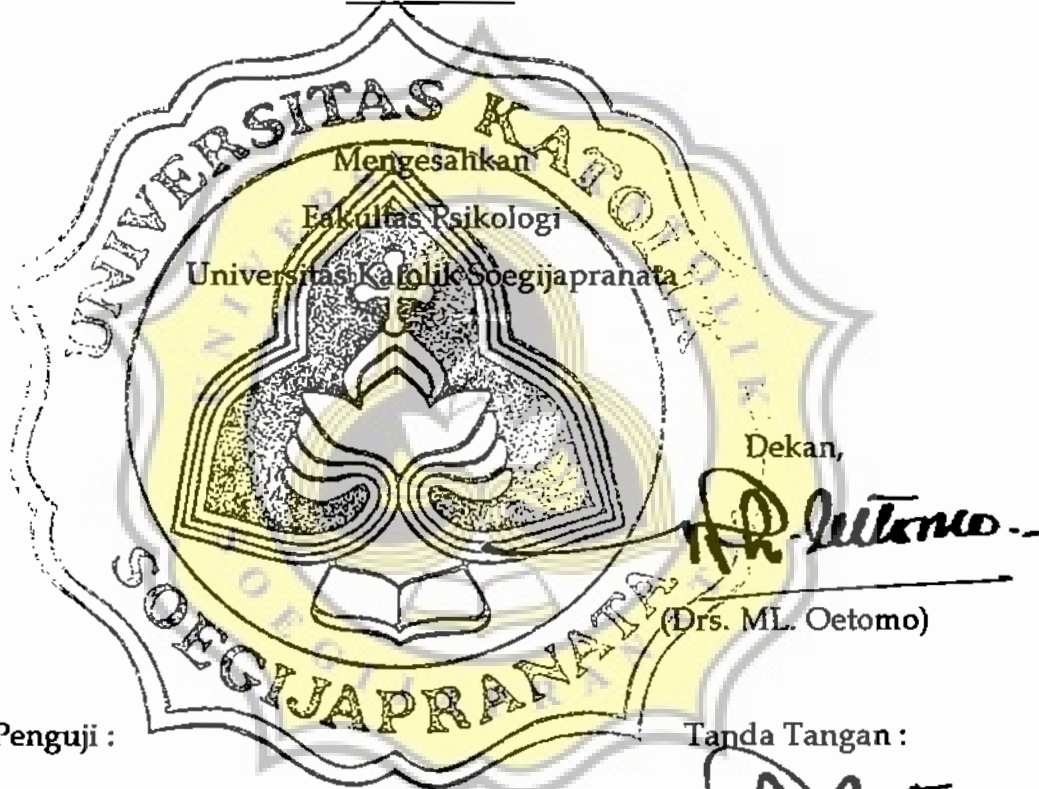 UNIVERSITAS KATOLIK
Mengesahkan
Fakultas Psikologi
Universitas Katolik Soegijapranata
Dekan,
(Drs. ML. Oetomo)
SOEGIJAPRANATA
Penguji :
Tanda Tangan :